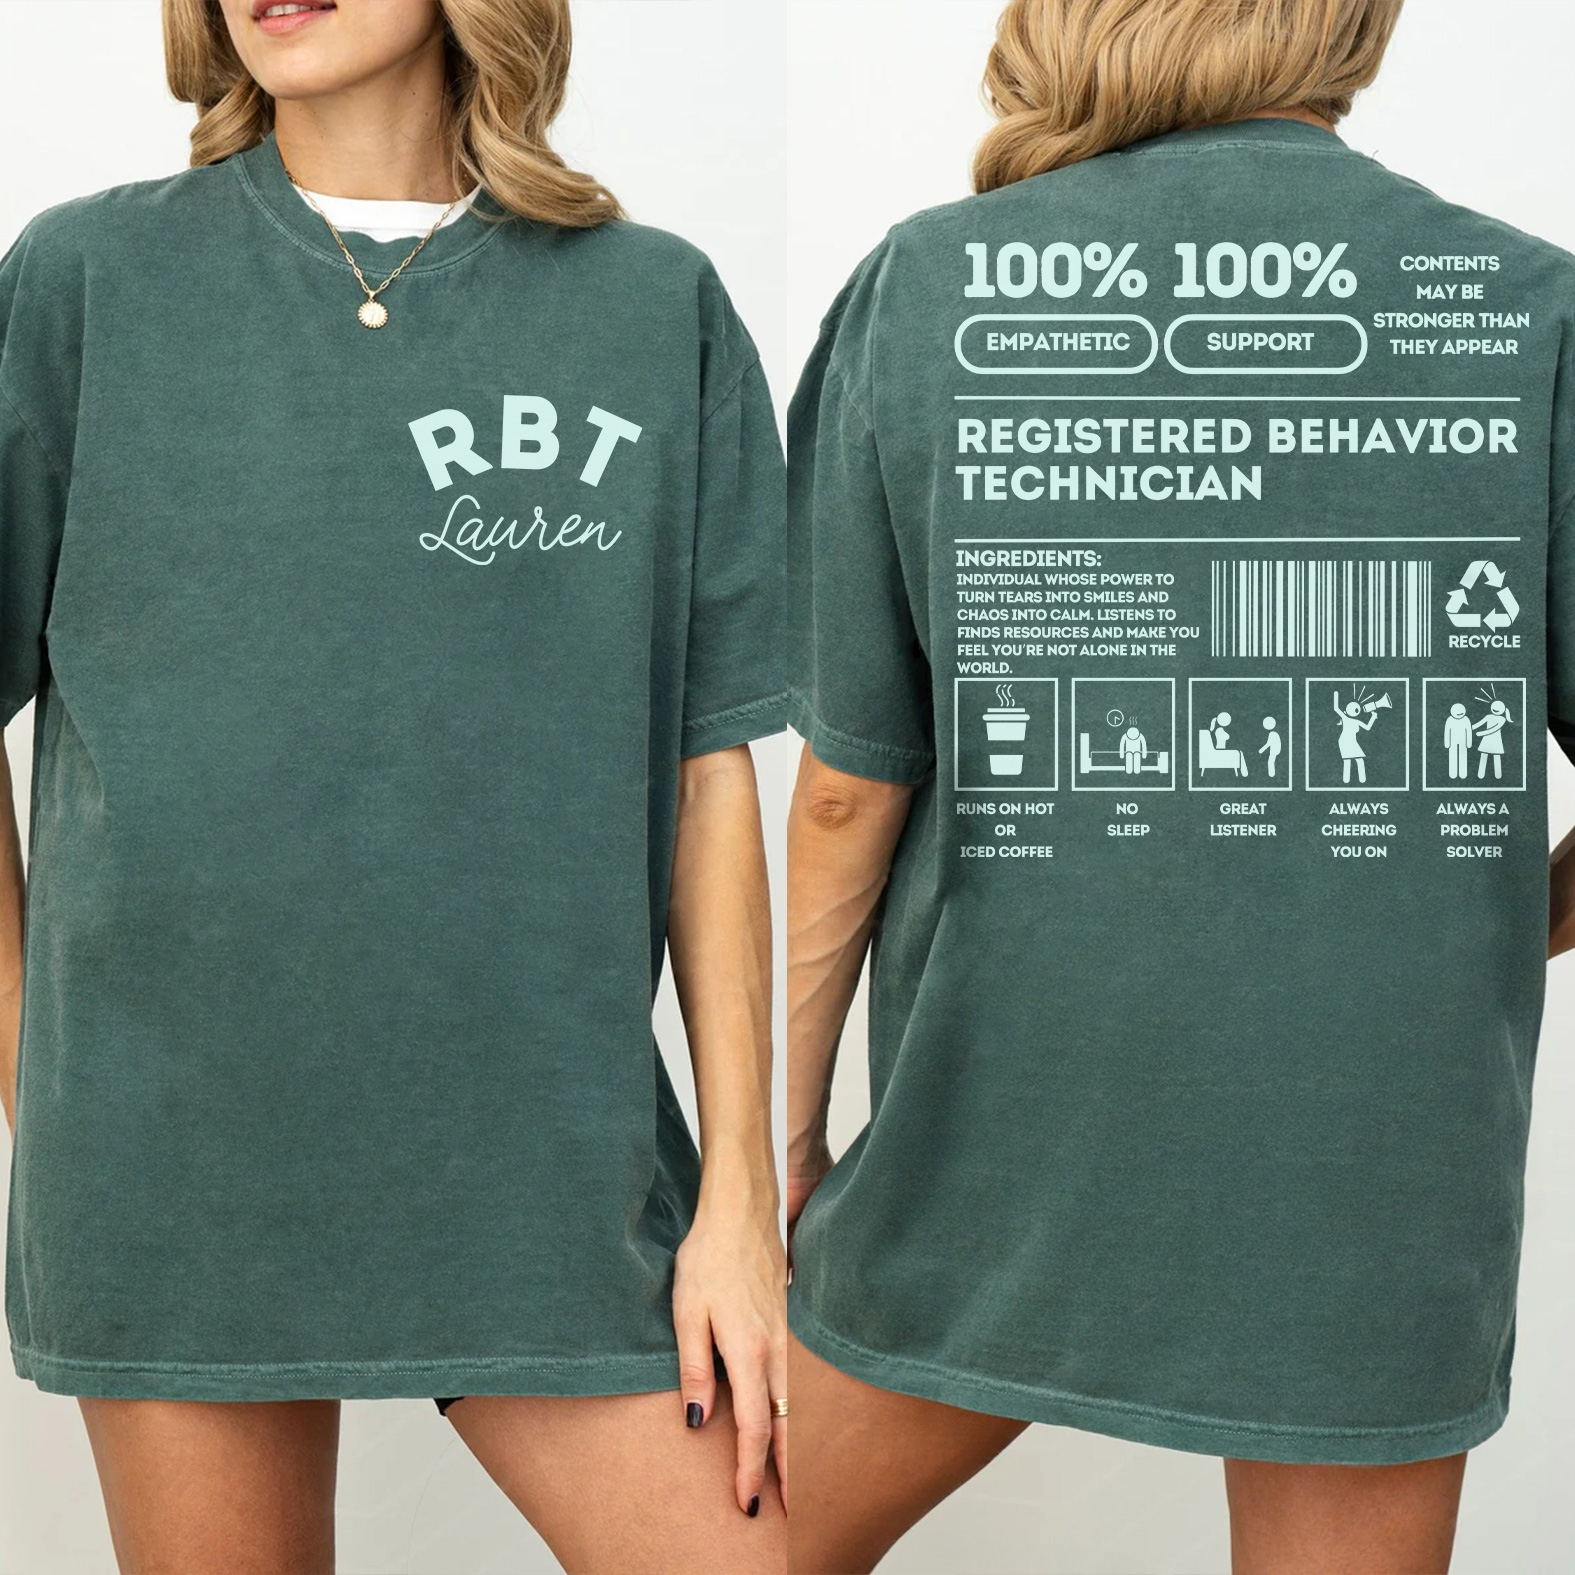 RBT
Lauren
100% 100%
EMPATHETIC SUPPORT
CONTENTS
MAY BE
STRONGER THAN
THEY APPEAR
REGISTERED BEHAVIOR
TECHNICIAN
INGREDIENTS:
INDIVIDUAL WHOSE POWER TO
TURN TEARS INTO SMILES AND
CHAOS INTO CALM. LISTENS TO
FINDS RESOURCES AND MAKE YOU
FEEL YOU'RE NOT ALONE IN THE
WORLD.
RECYCLE
RUNS ON HOT
OR
ICED COFFEE
NO
SLEEP
GREAT
LISTENER
ALWAYS
CHEERING
YOU ON
ALWAYS A
PROBLEM
SOLVER